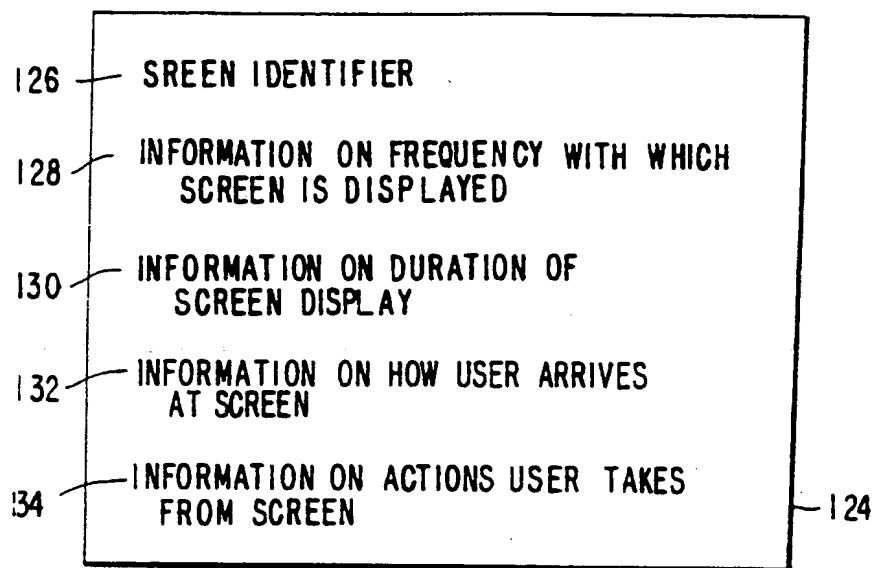 126 SREEN IDENTIFIER
128 INFORMATION ON FREQUENCY WITH WHICH
SCREEN IS DISPLAYED
130 INFORMATION ON DURATION OF
SCREEN DISPLAY
132 INFORMATION ON HOW USER ARRIVES
AT SCREEN
134 INFORMATION ON ACTIONS USER TAKES
FROM SCREEN
124